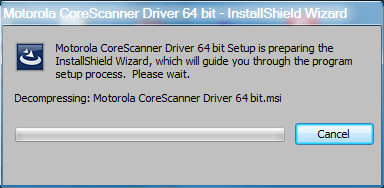 Motorola CoreScanner Driver 64 bit - InstallShield Wizard
Motorola CoreScanner Driver 64 bit Setup is preparing the
InstallShield Wizard, which will guide you through the program
setup process. Please wait.
Decompressing: Motorola CoreScanner Driver 64 bit.msi
Cancel